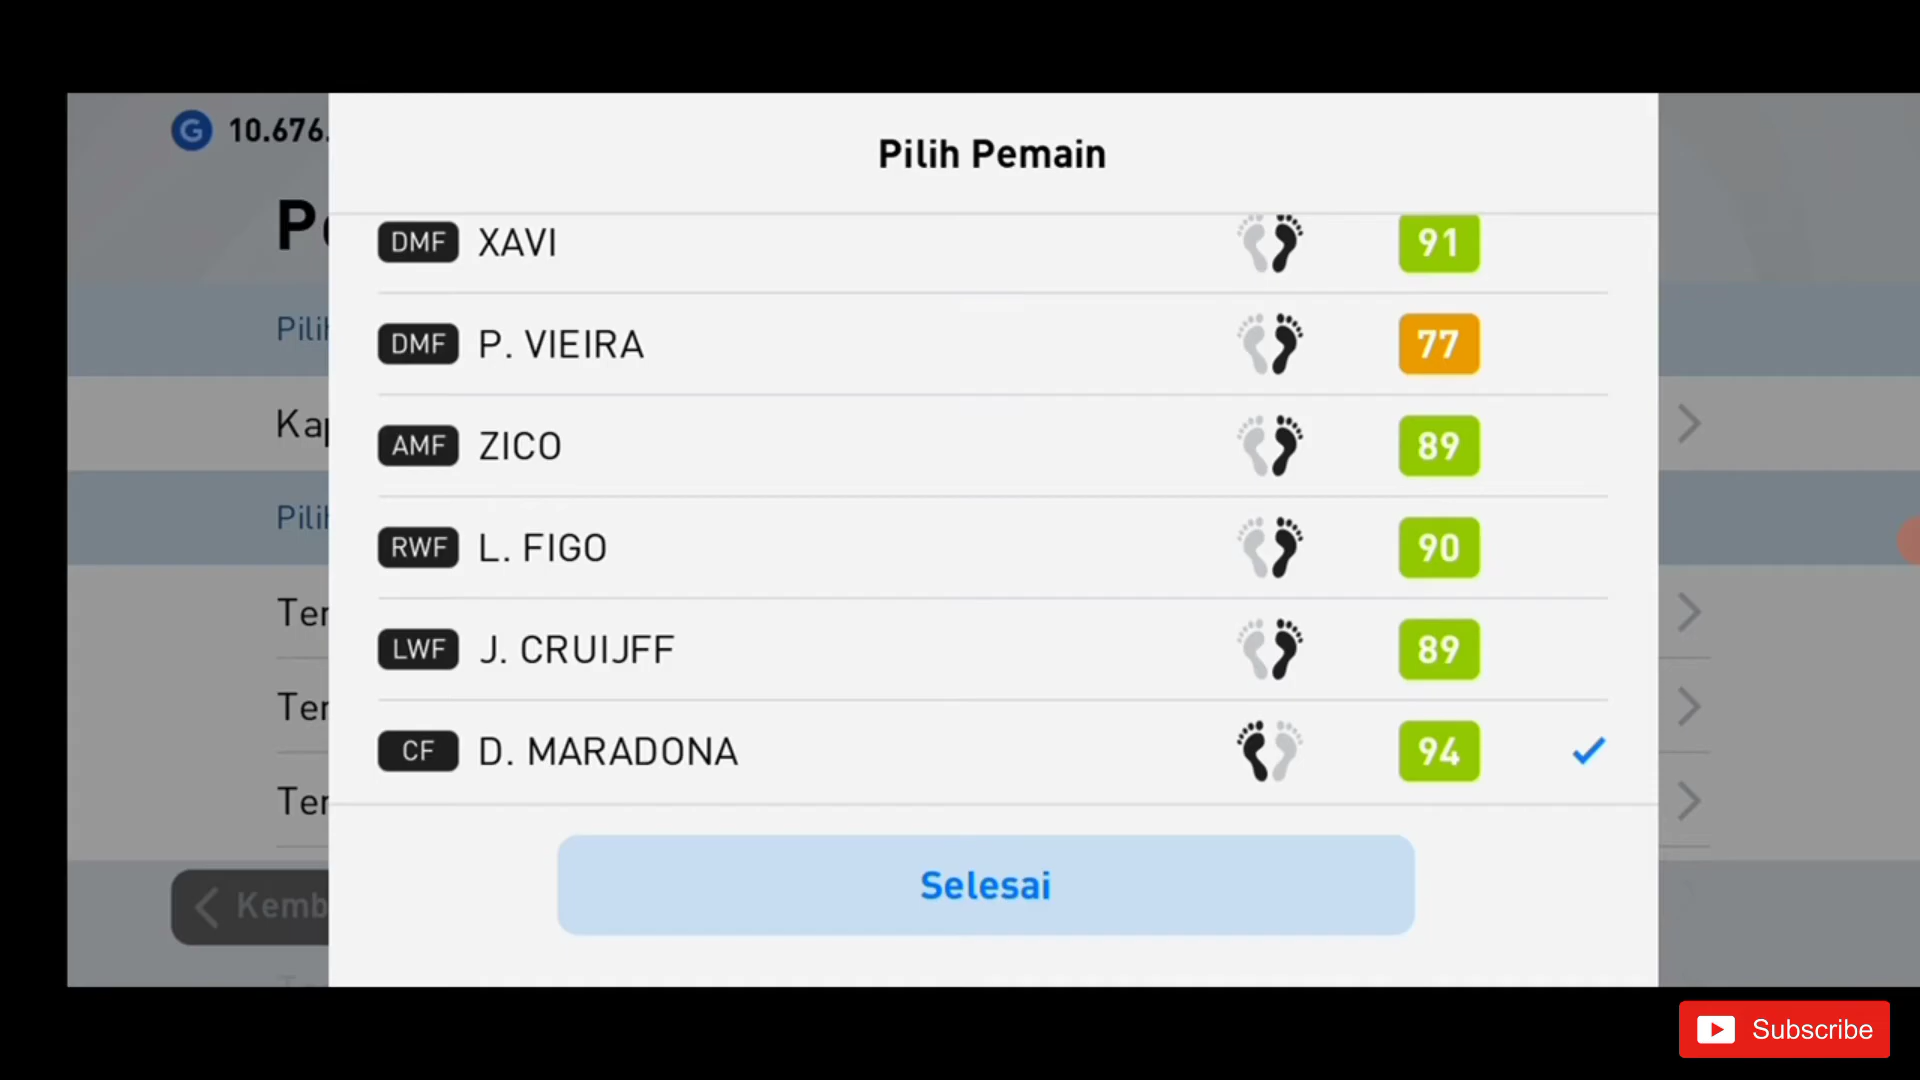 G 10.676.
Pilih Pemain
DMF XAVI 91
DMF P. VIEIRA 77
AMF ZICO 89
RWF L. FIGO 90
LWF J. CRUIJFF 89
CF D. MARADONA 94
Selesai
Subscribe